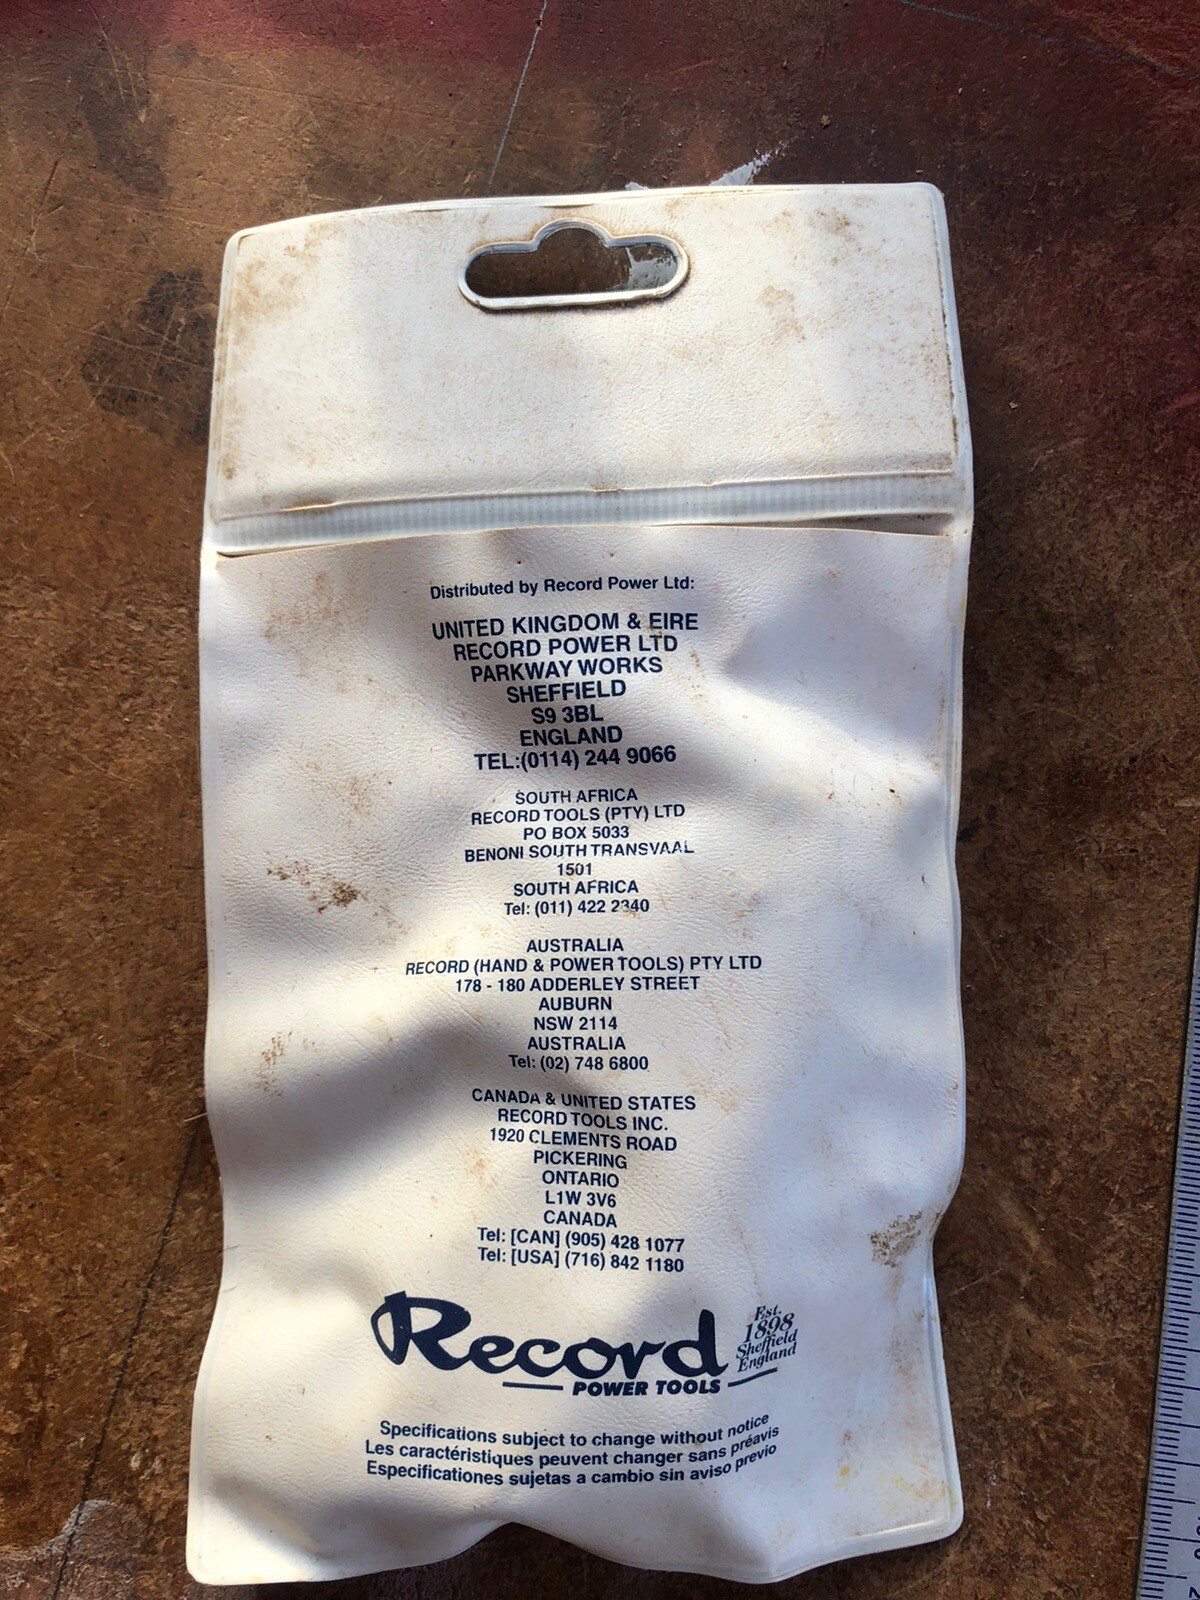 Distributed by Record Power Ltd:
UNITED KINGDOM & EIRE
RECORD POWER LTD
PARKWAY WORKS
SHEFFIELD
S9 3BL
ENGLAND
TEL:(0114) 244 9066
SOUTH AFRICA
RECORD TOOLS (PTY) LTD
PO BOX 5033
BENONI SOUTH TRANSVAAL
1501
SOUTH AFRICA
Tel: (011) 422 2340
AUSTRALIA
RECORD (HAND & POWER TOOLS) PTY LTD
178 - 180 ADDERLEY STREET
AUBURN
NSW 2114
AUSTRALIA
Tel: (02) 748 6800
CANADA & UNITED STATES
RECORD TOOLS INC.
1920 CLEMENTS ROAD
PICKERING
ONTARIO
L1W 3V6
CANADA
Tel: [CAN] (905) 428 1077
Tel: [USA] (716) 842 1180
Record
POWER TOOLS
Est.
1898
Sheffield
England
Specifications subject to change without notice
Les caractéristiques peuvent changer sans préavis
Especificationes sujetas a cambio sin aviso previo